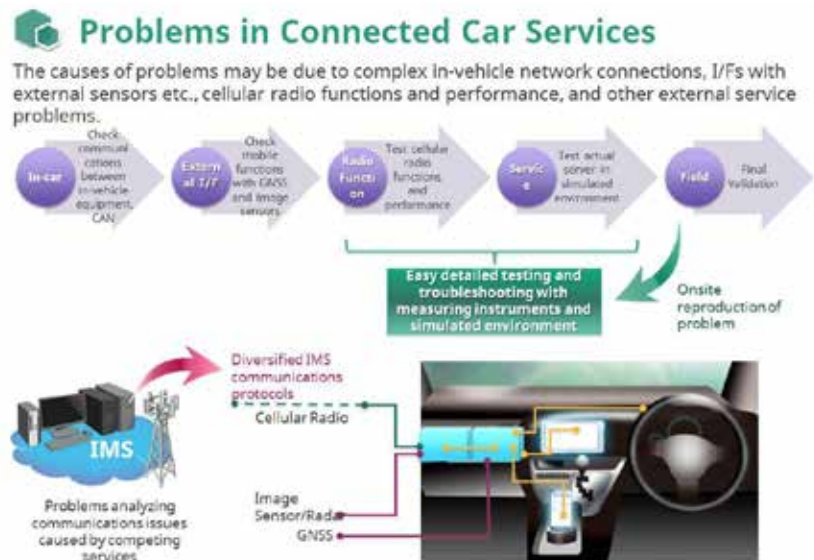 Problems in Connected Car Services
The causes of problems may be due to complex in-vehicle network connections, I/Fs with
external sensors etc., cellular radio functions and performance, and other external service
problems.
In-car
Check
communi
cations
between
in-vehicle
equipment,
CAN
Extern
al I/F
Check
mobile
functions
with GNSS
and image
sensors
Radio
Functi
on
Test cellular
radio
functions
and
performance
Servic
e
Test actual
server in
simulated
environment
Field
Final
Validation
Easy detailed testing and
troubleshooting with
measuring instruments and
simulated environment
Onsite
reproduction of
problem
Diversified IMS
communications
protocols
Cellular Radio
IMS
Image
Sensor/Radar
GNSS
Problems analyzing
communications issues
caused by competing
services